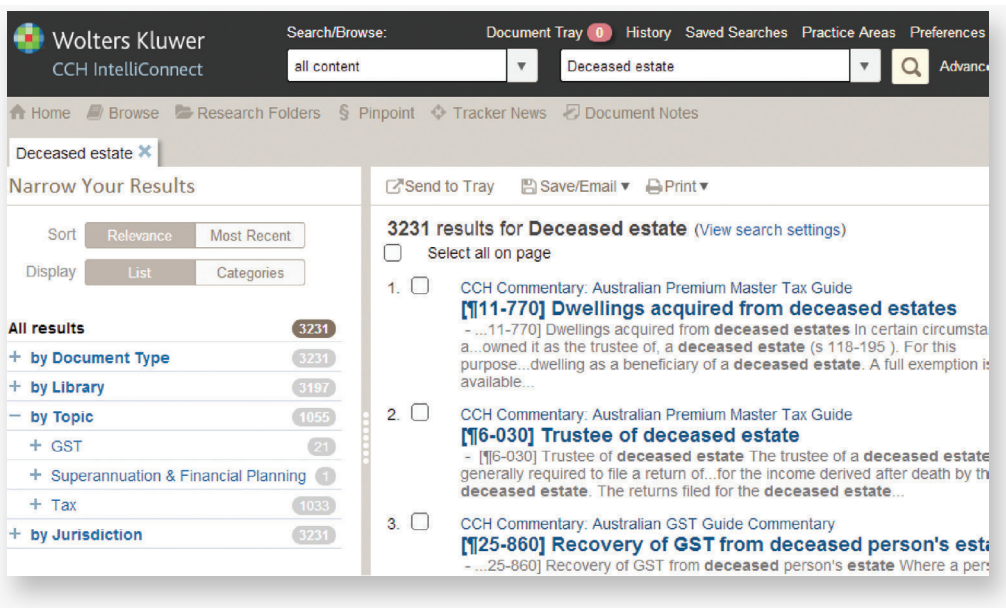 Wolters Kluwer
CCH IntelliConnect
Search/Browse:
Document Tray 0 History Saved Searches Practice Areas Preferences
all content
Deceased estate
Advanc
Home Browse Research Folders § Pinpoint Tracker News Document Notes
Deceased estate
Narrow Your Results
Sort Relevance Most Recent
Display List Categories
All results 3231
+ by Document Type 3231
+ by Library 3197
− by Topic 1055
+ GST 21
+ Superannuation & Financial Planning 1
+ Tax 1033
+ by Jurisdiction 3231
Send to Tray Save/Email ▼ Print ▼
3231 results for Deceased estate (View search settings)
Select all on page
1. CCH Commentary: Australian Premium Master Tax Guide
[¶11-770] Dwellings acquired from deceased estates
- ...11-770] Dwellings acquired from deceased estates In certain circumsta
a...owned it as the trustee of, a deceased estate (s 118-195 ). For this
purpose...dwelling as a beneficiary of a deceased estate. A full exemption is
available...
2. CCH Commentary: Australian Premium Master Tax Guide
[¶6-030] Trustee of deceased estate
- [¶6-030] Trustee of deceased estate The trustee of a deceased estate
generally required to file a return of...for the income derived after death by th
deceased estate. The returns filed for the deceased estate...
3. CCH Commentary: Australian GST Guide Commentary
[¶25-860] Recovery of GST from deceased person's esta
- ...25-860] Recovery of GST from deceased person's estate Where a pers